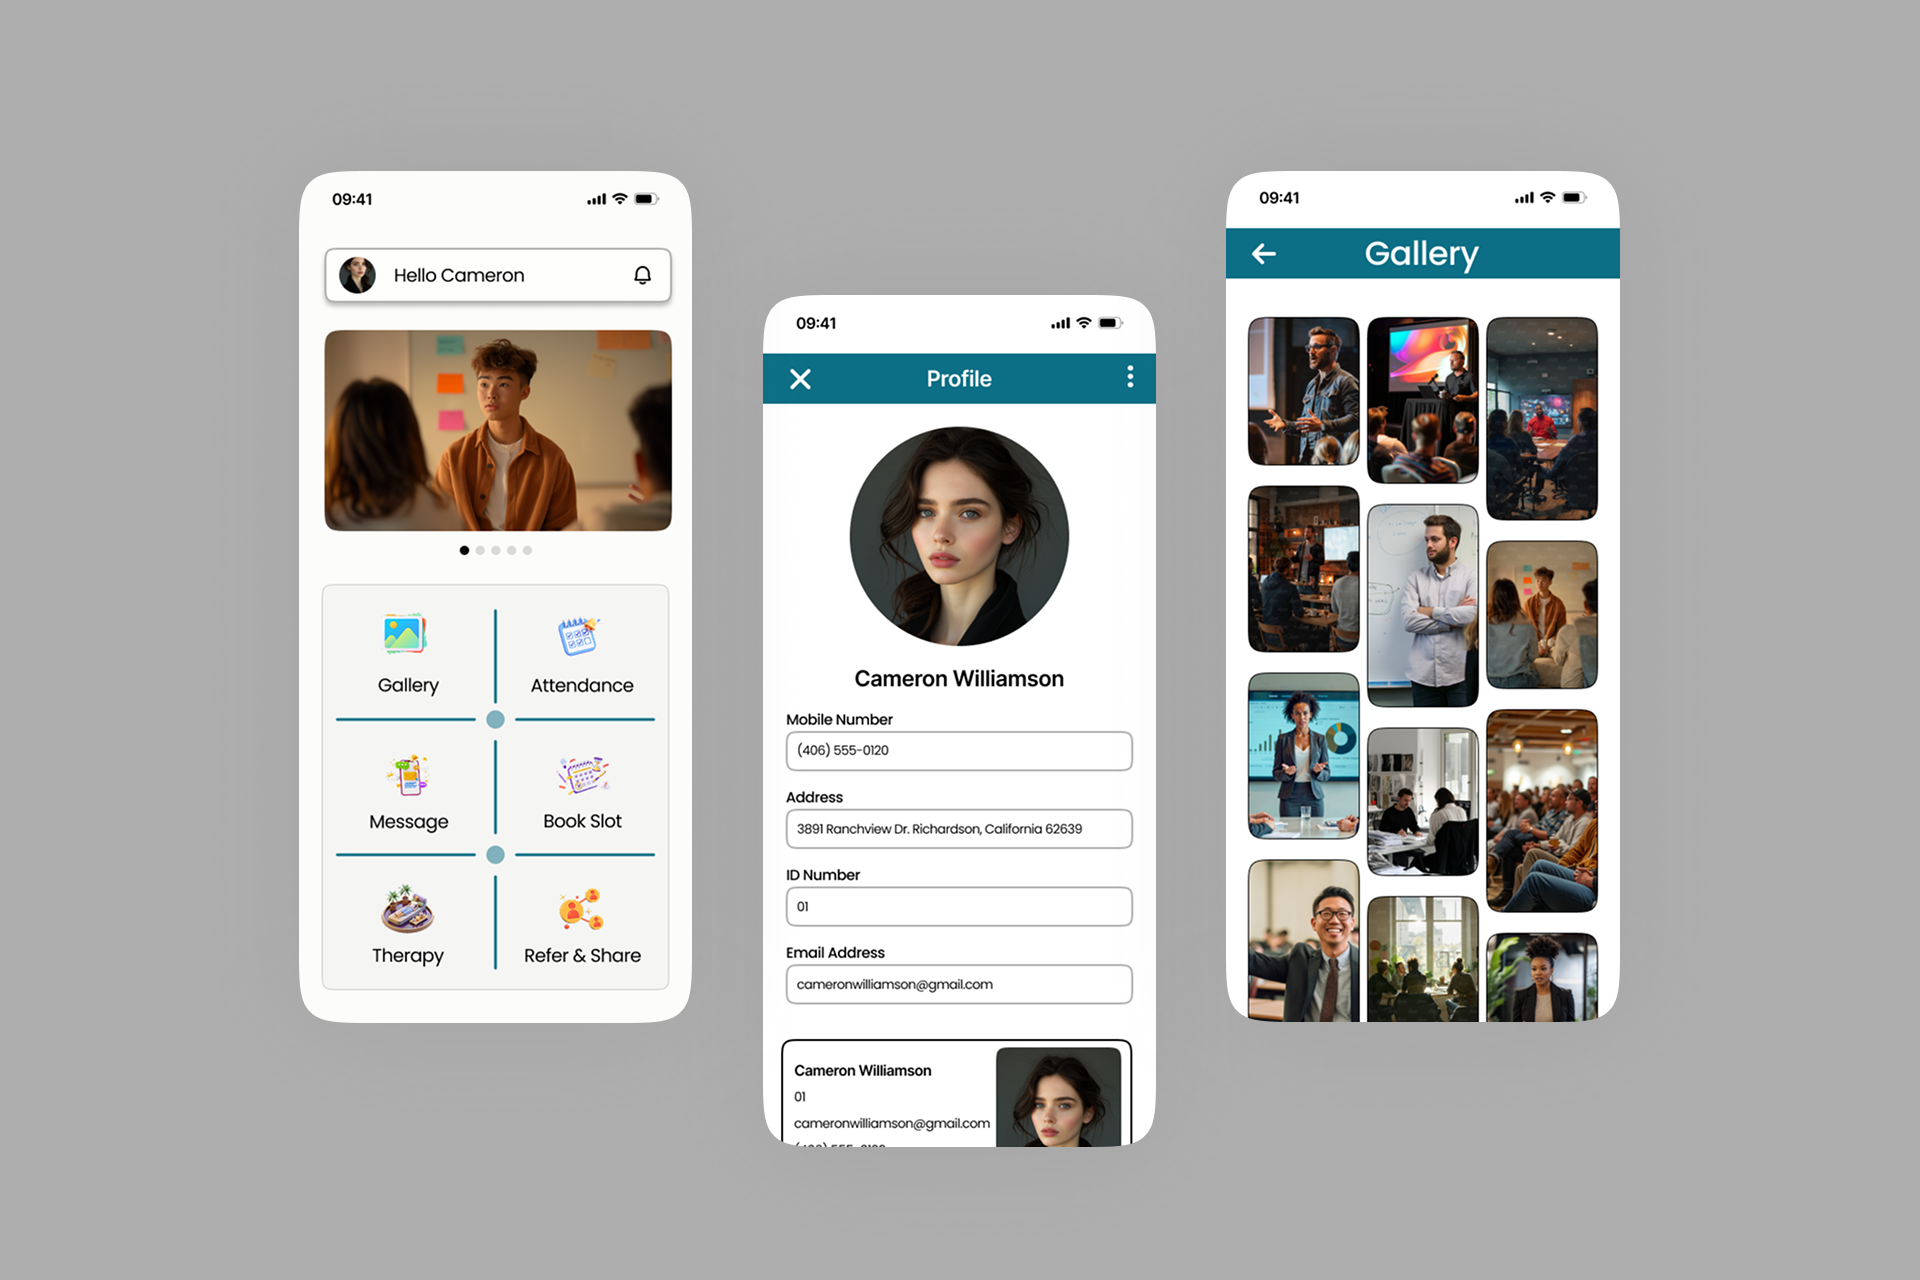 09:41
Hello Cameron
Gallery
Attendance
Message
Book Slot
Therapy
Refer & Share
09:41
Profile
Cameron Williamson
Mobile Number
(406) 555-0120
Address
3891 Ranchview Dr. Richardson, California 62639
ID Number
01
Email Address
cameronwilliamson@gmail.com
Cameron Williamson
01
cameronwilliamson@gmail.com
09:41
Gallery